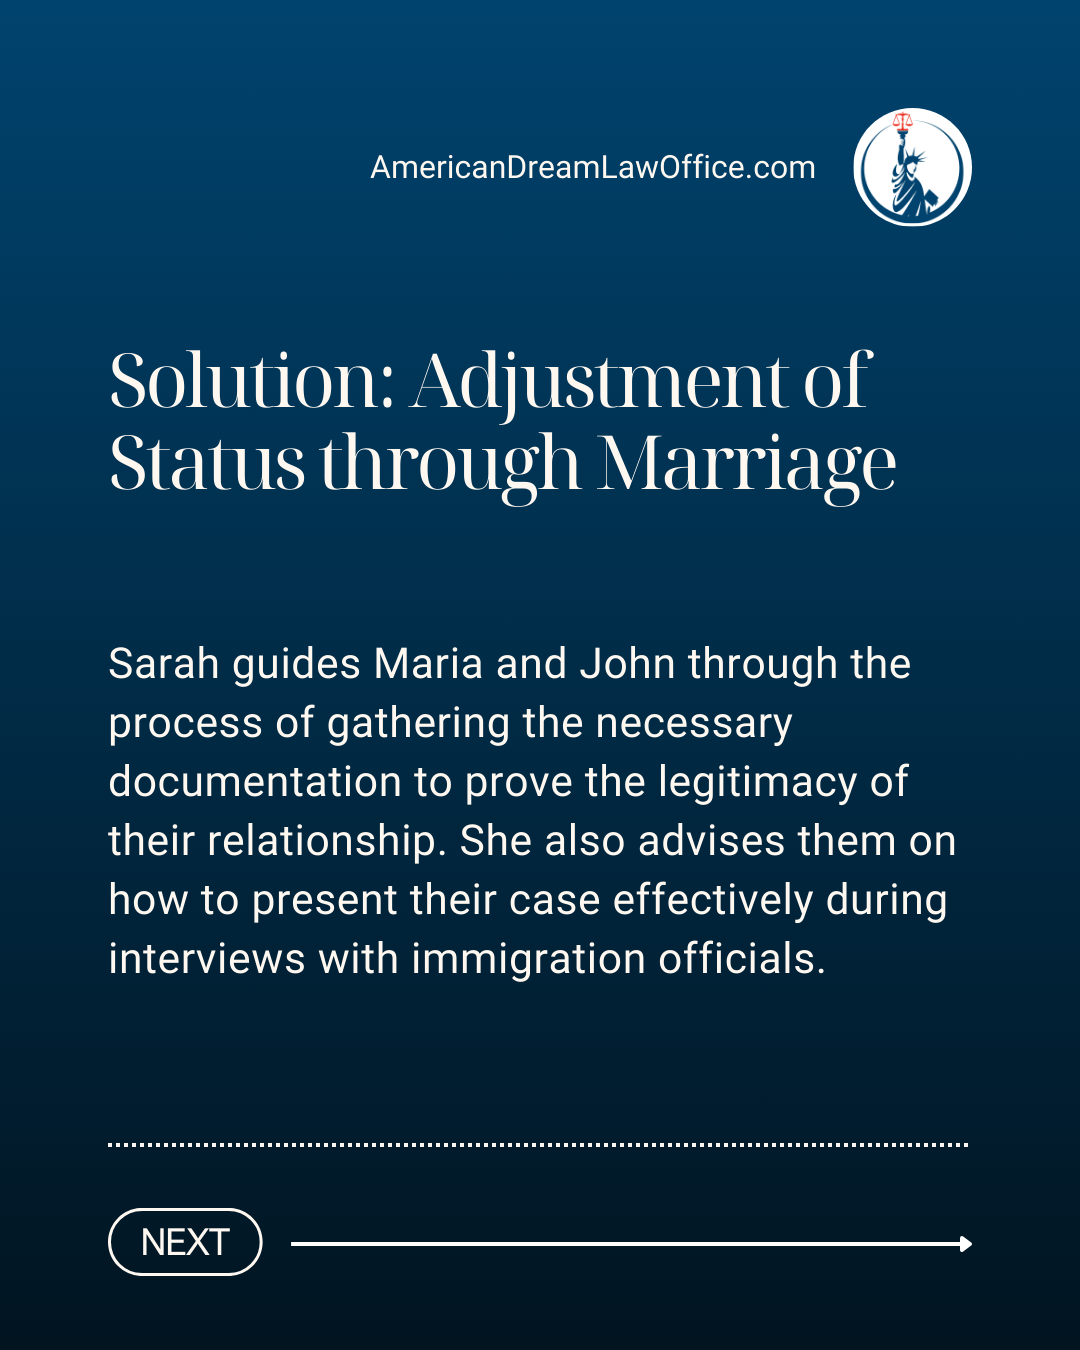 AmericanDreamLawOffice.com
Solution: Adjustment of
Status through Marriage
Sarah guides Maria and John through the
process of gathering the necessary
documentation to prove the legitimacy of
their relationship. She also advises them on
how to present their case effectively during
interviews with immigration officials.
NEXT